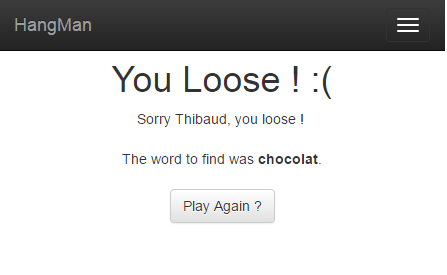 HangMan
You Loose ! :(
Sorry Thibaud, you loose !
The word to find was chocolat.
Play Again ?